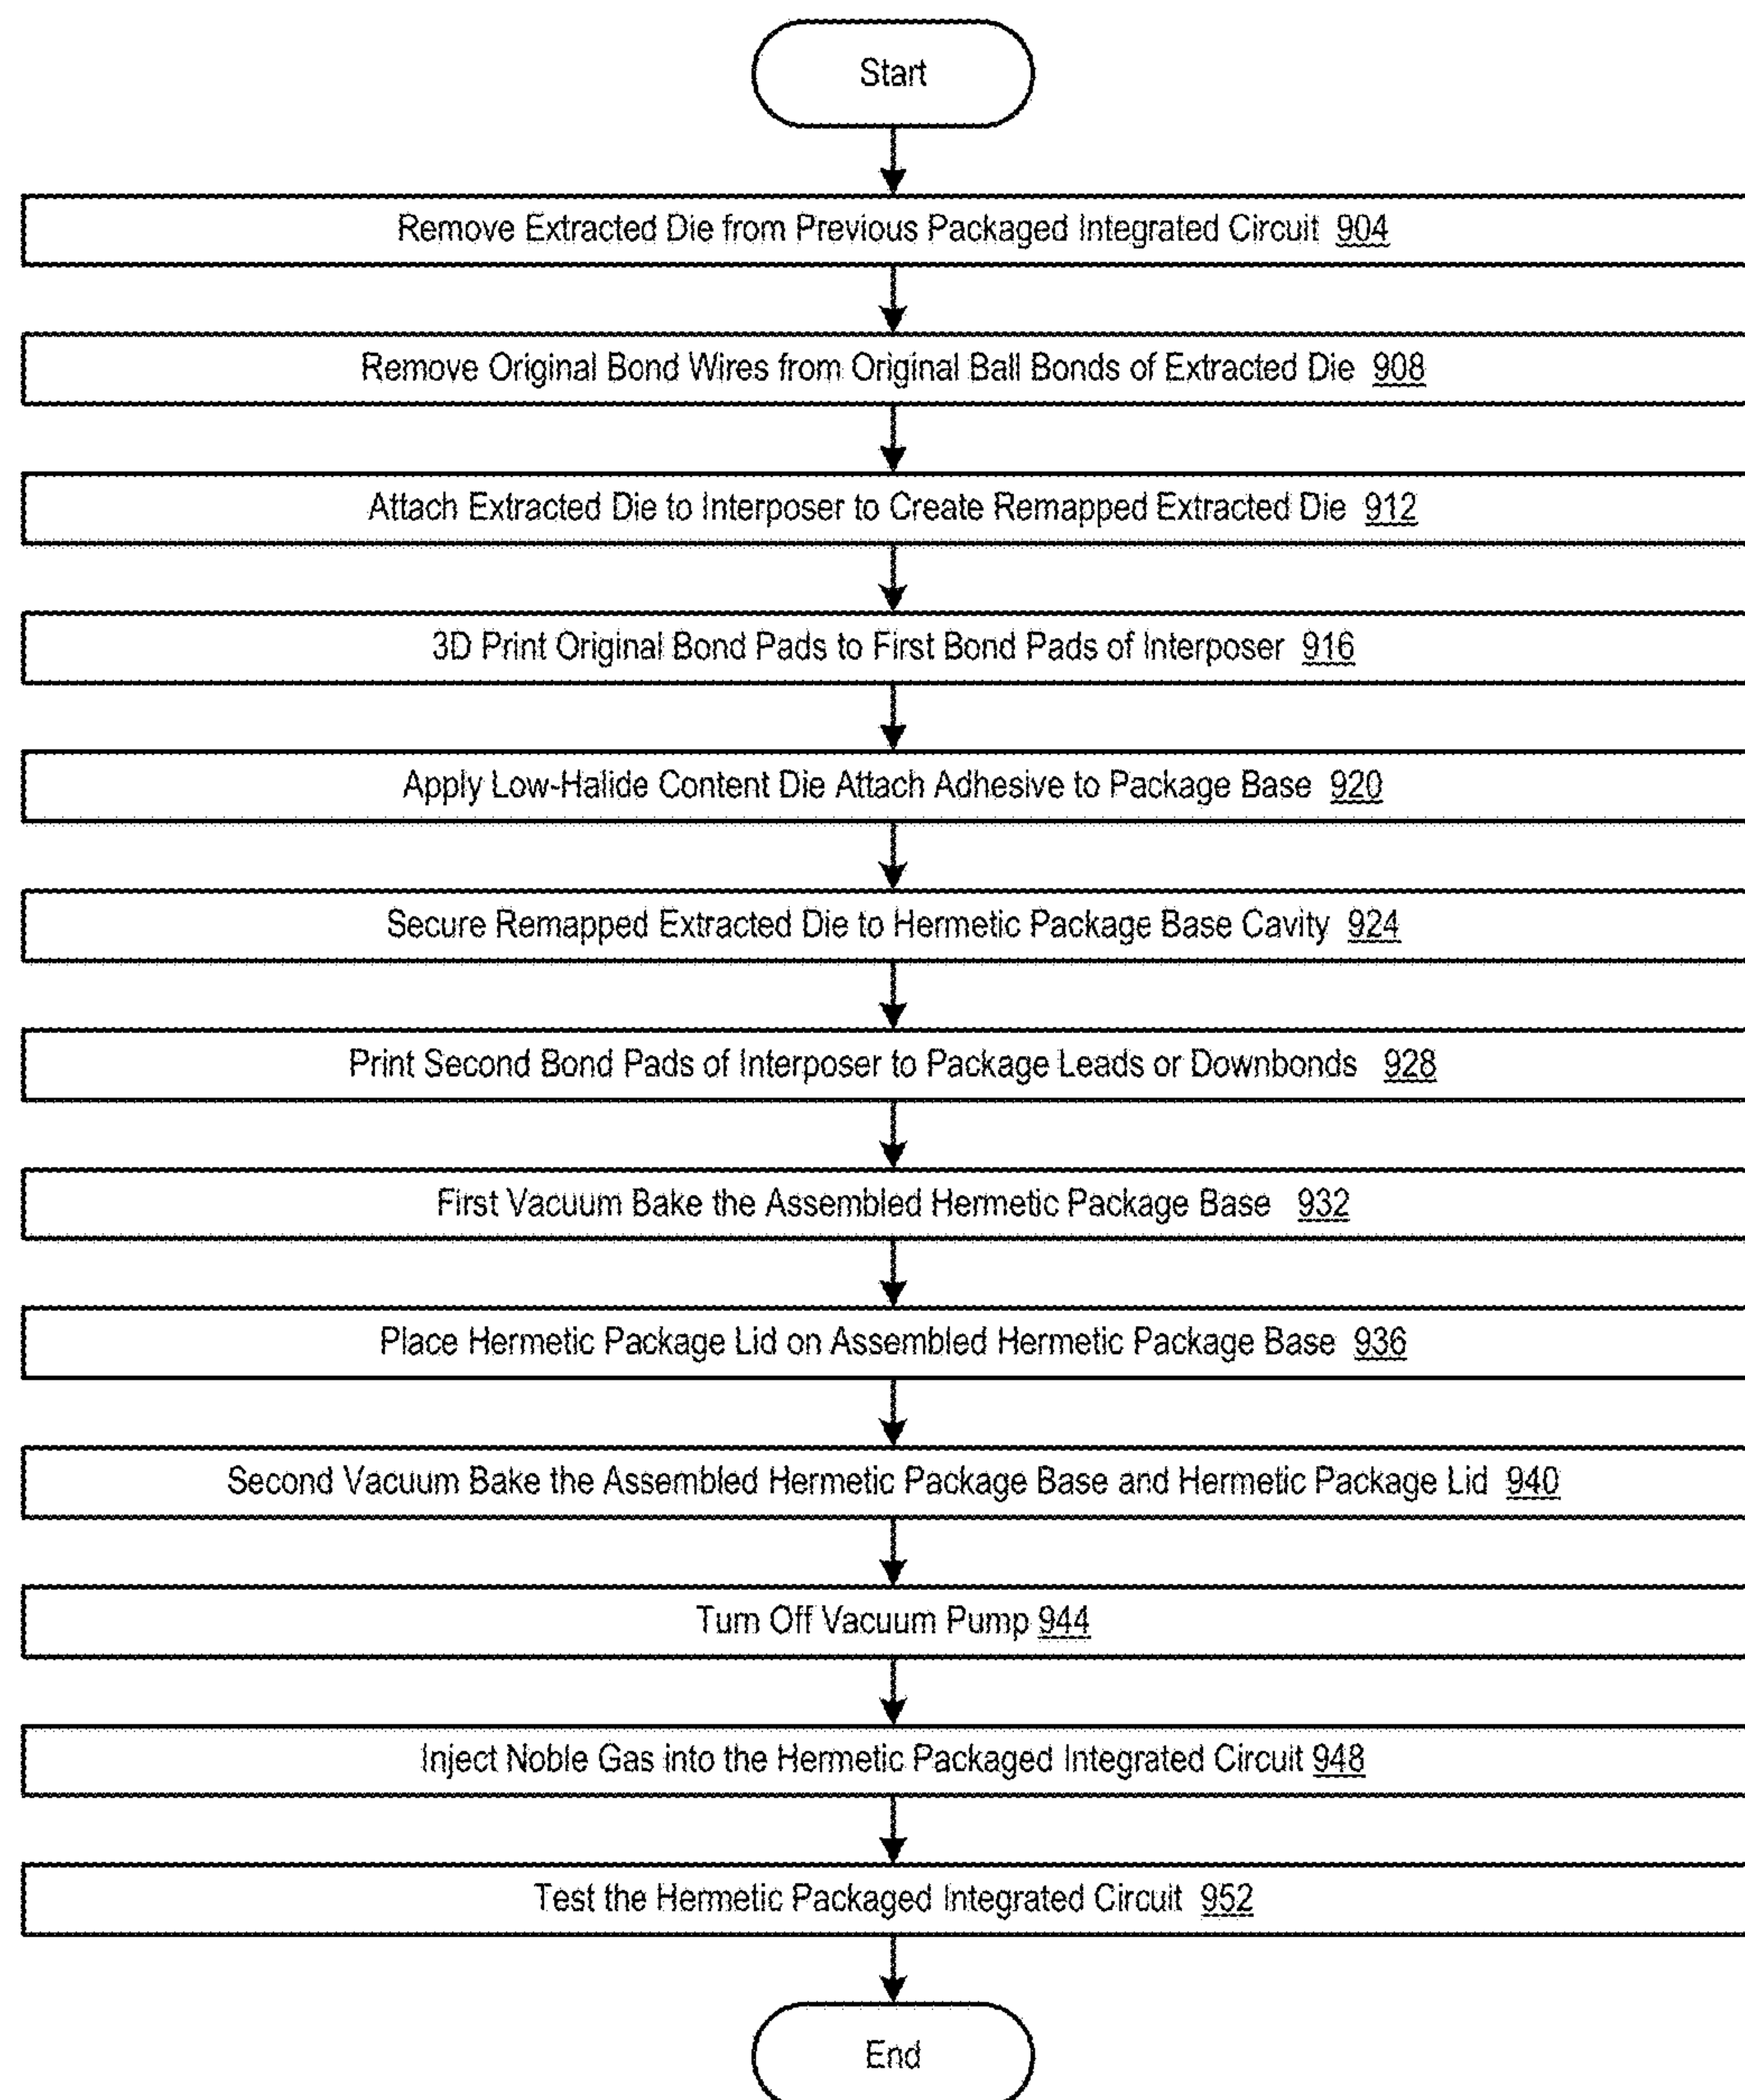 Start
Remove Extracted Die from Previous Packaged Integrated Circuit 904
Remove Original Bond Wires from Original Ball Bonds of Extracted Die 908
Attach Extracted Die to Interposer to Create Remapped Extracted Die 912
3D Print Original Bond Pads to First Bond Pads of Interposer 916
Apply Low-Halide Content Die Attach Adhesive to Package Base 920
Secure Remapped Extracted Die to Hermetic Package Base Cavity 924
Print Second Bond Pads of Interposer to Package Leads or Downbonds 928
First Vacuum Bake the Assembled Hermetic Package Base 932
Place Hermetic Package Lid on Assembled Hermetic Package Base 936
Second Vacuum Bake the Assembled Hermetic Package Base and Hermetic Package Lid 940
Turn Off Vacuum Pump 944
Inject Noble Gas into the Hermetic Packaged Integrated Circuit 948
Test the Hermetic Packaged Integrated Circuit 952
End